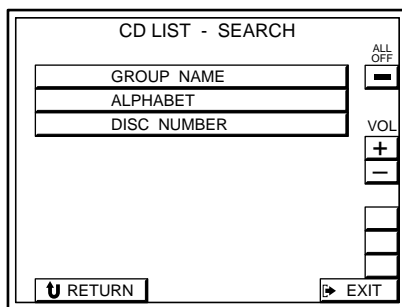 CD LIST - SEARCH
ALL
OFF
GROUP NAME
ALPHABET
DISC NUMBER
VOL
+
−
RETURN
EXIT